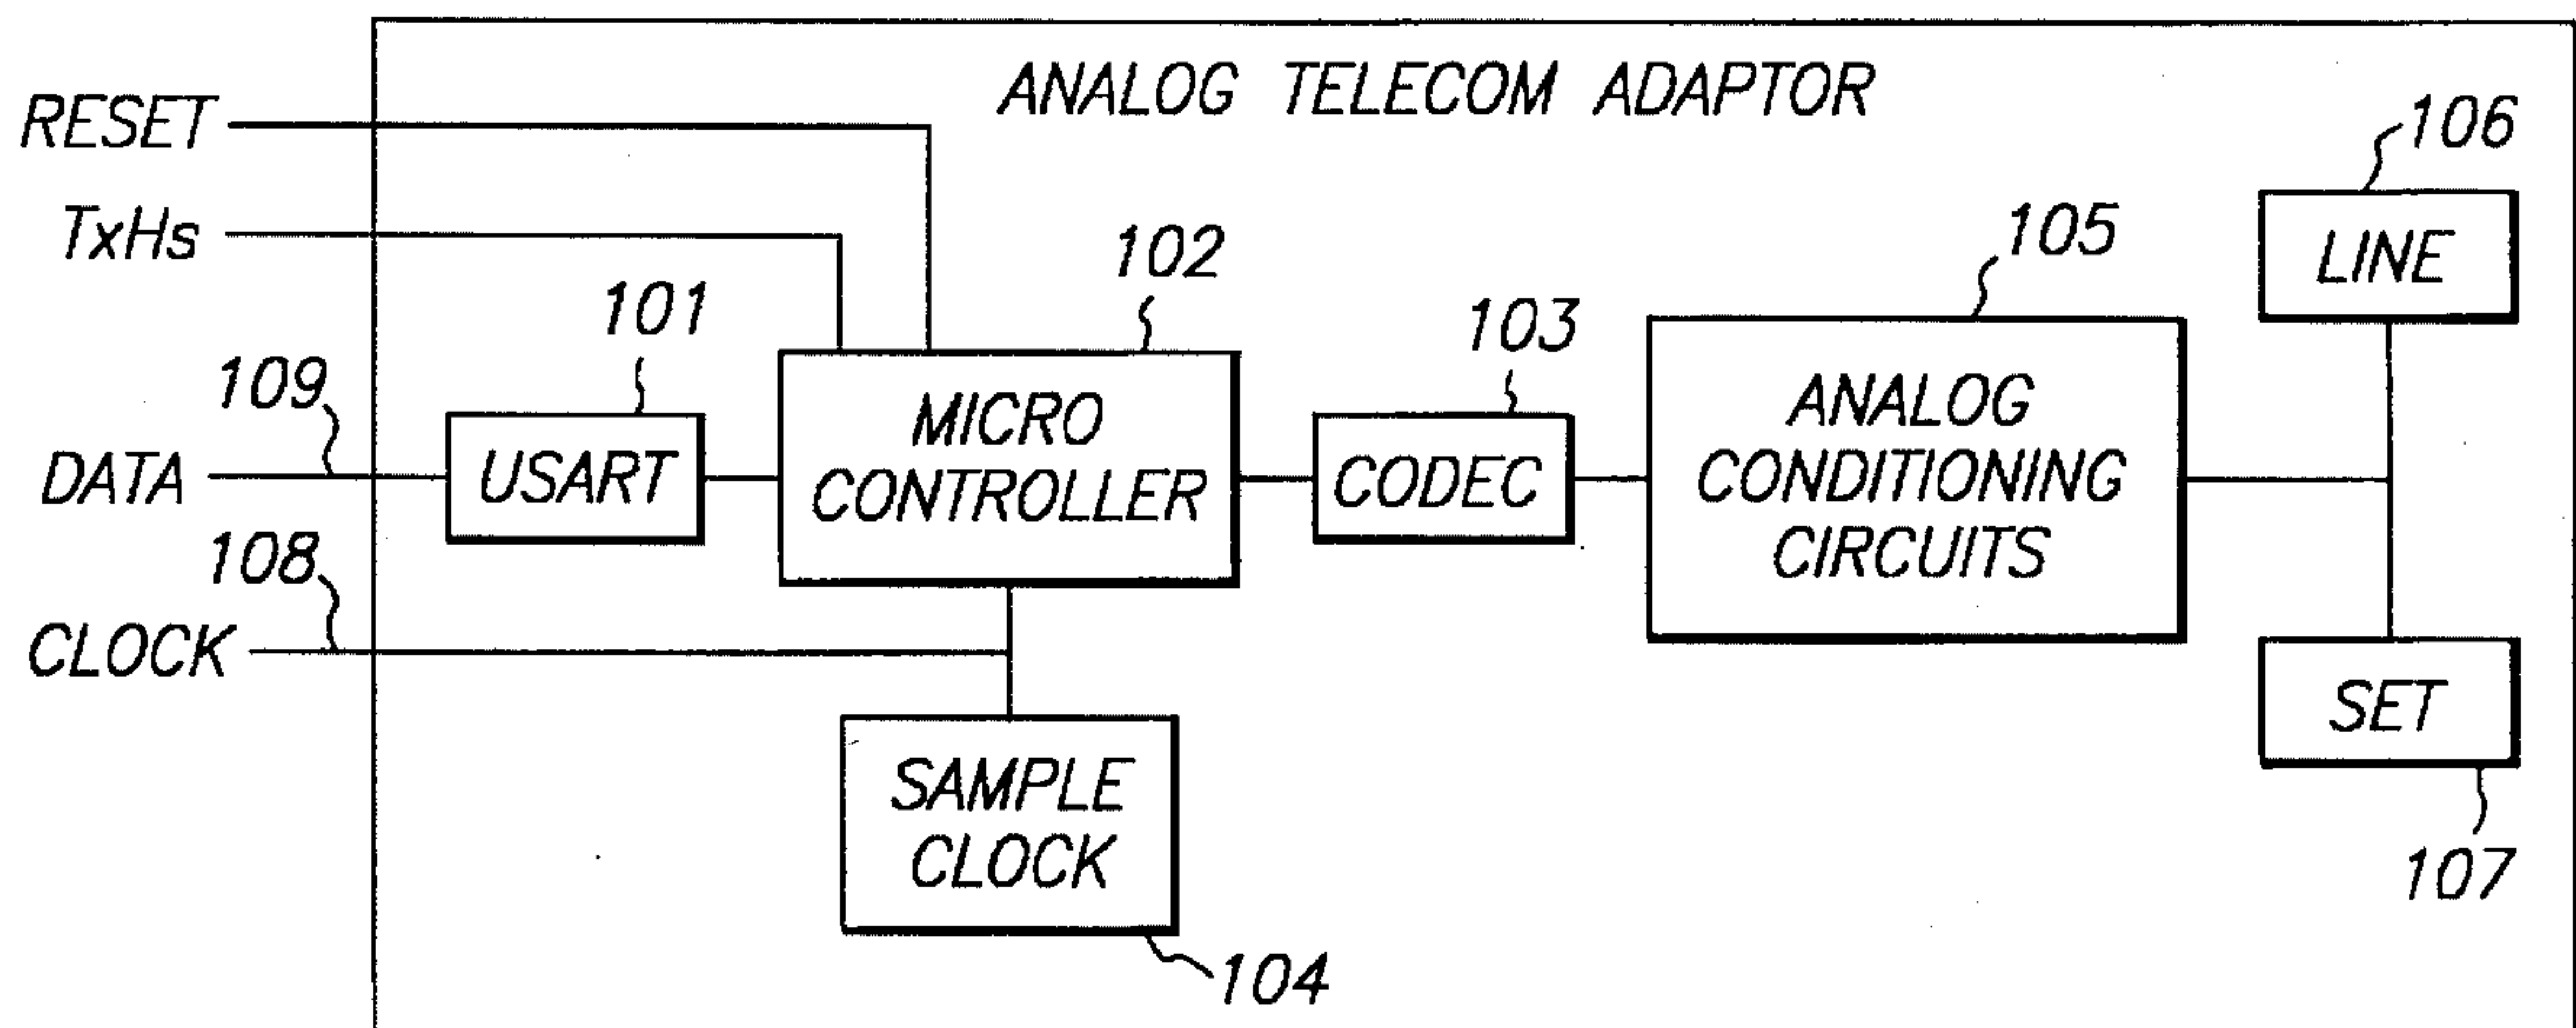 ANALOG TELECOM ADAPTOR
RESET
TxHs
106
LINE
105
102
101
103
109
DATA
USART
MICRO
CONTROLLER
CODEC
ANALOG
CONDITIONING
CIRCUITS
108
CLOCK
SET
107
SAMPLE
CLOCK
104